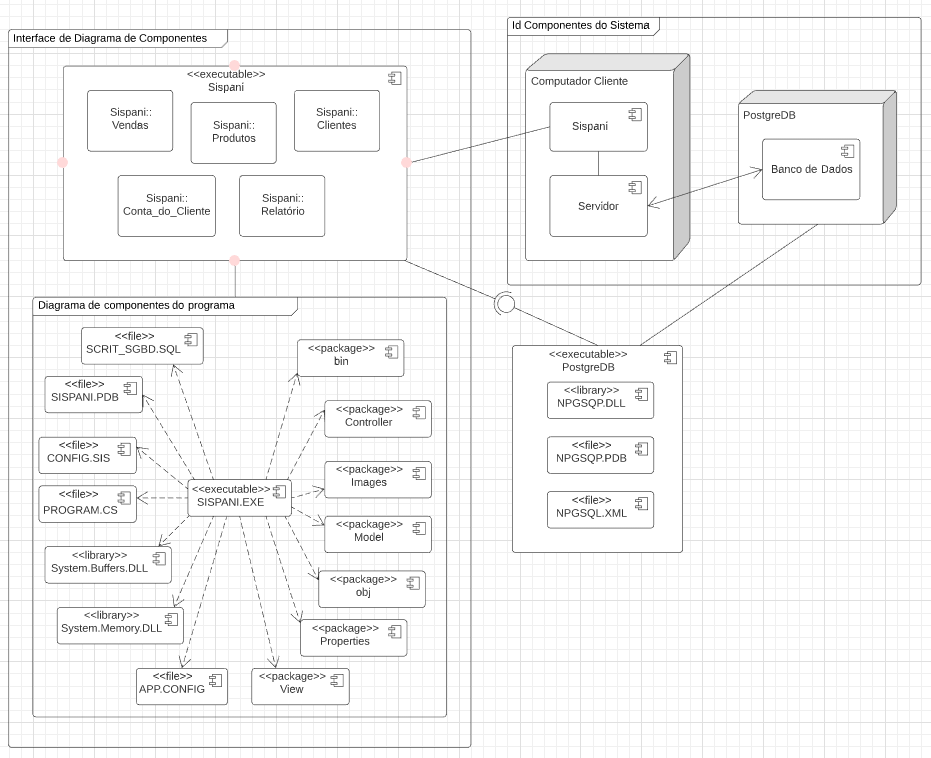 Interface de Diagrama de Componentes
<<executable>>
Sispani
Sispani::
Vendas
Sispani::
Produtos
Sispani::
Clientes
Sispani::
Conta_do_Cliente
Sispani::
Relatório
Id Componentes do Sistema
Computador Cliente
Sispani
Servidor
PostgreDB
Banco de Dados
Diagrama de componentes do programa
<<file>>
SCRIT_SGBD.SQL
<<file>>
SISPANI.PDB
<<file>>
CONFIG.SIS
<<file>>
PROGRAM.CS
<<library>>
System.Buffers.DLL
<<library>>
System.Memory.DLL
<<file>>
APP.CONFIG
<<executable>>
SISPANI.EXE
<<package>>
bin
<<package>>
Controller
<<package>>
Images
<<package>>
Model
<<package>>
obj
<<package>>
Properties
<<package>>
View
<<executable>>
PostgreDB
<<library>>
NPGSQP.DLL
<<file>>
NPGSQP.PDB
<<file>>
NPGSQL.XML